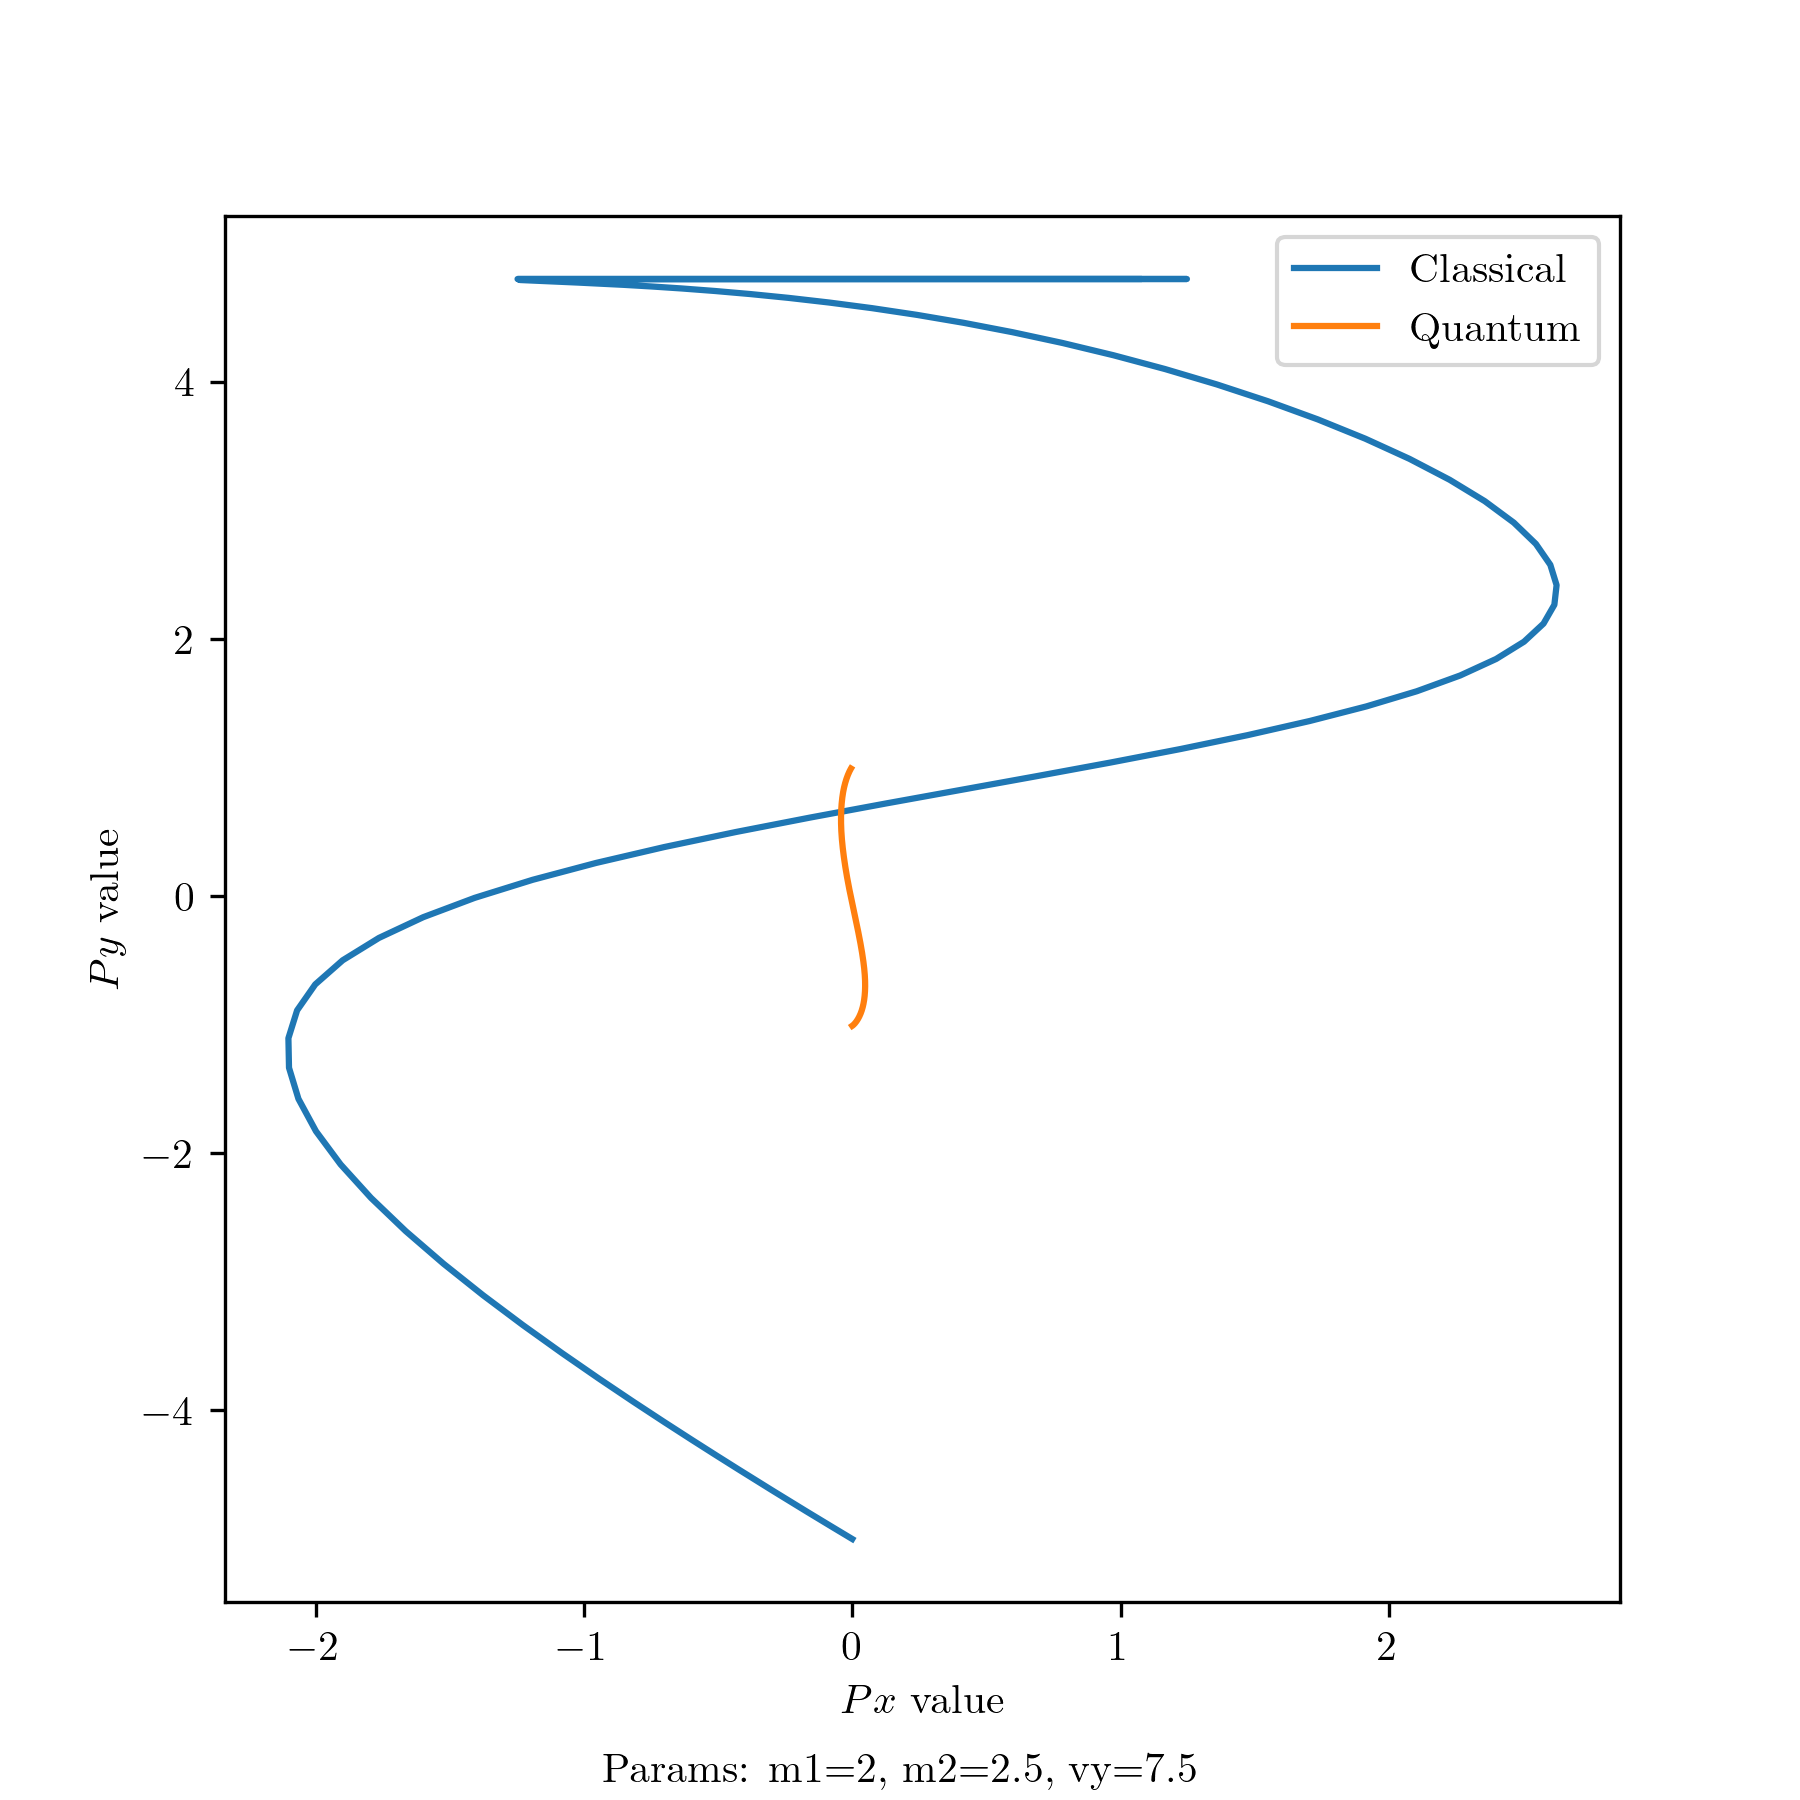 Classical
Quantum
4
2
0
−2
−4
Py value
−2
−1
0
1
2
Px value
Params: m1=2, m2=2.5, vy=7.5